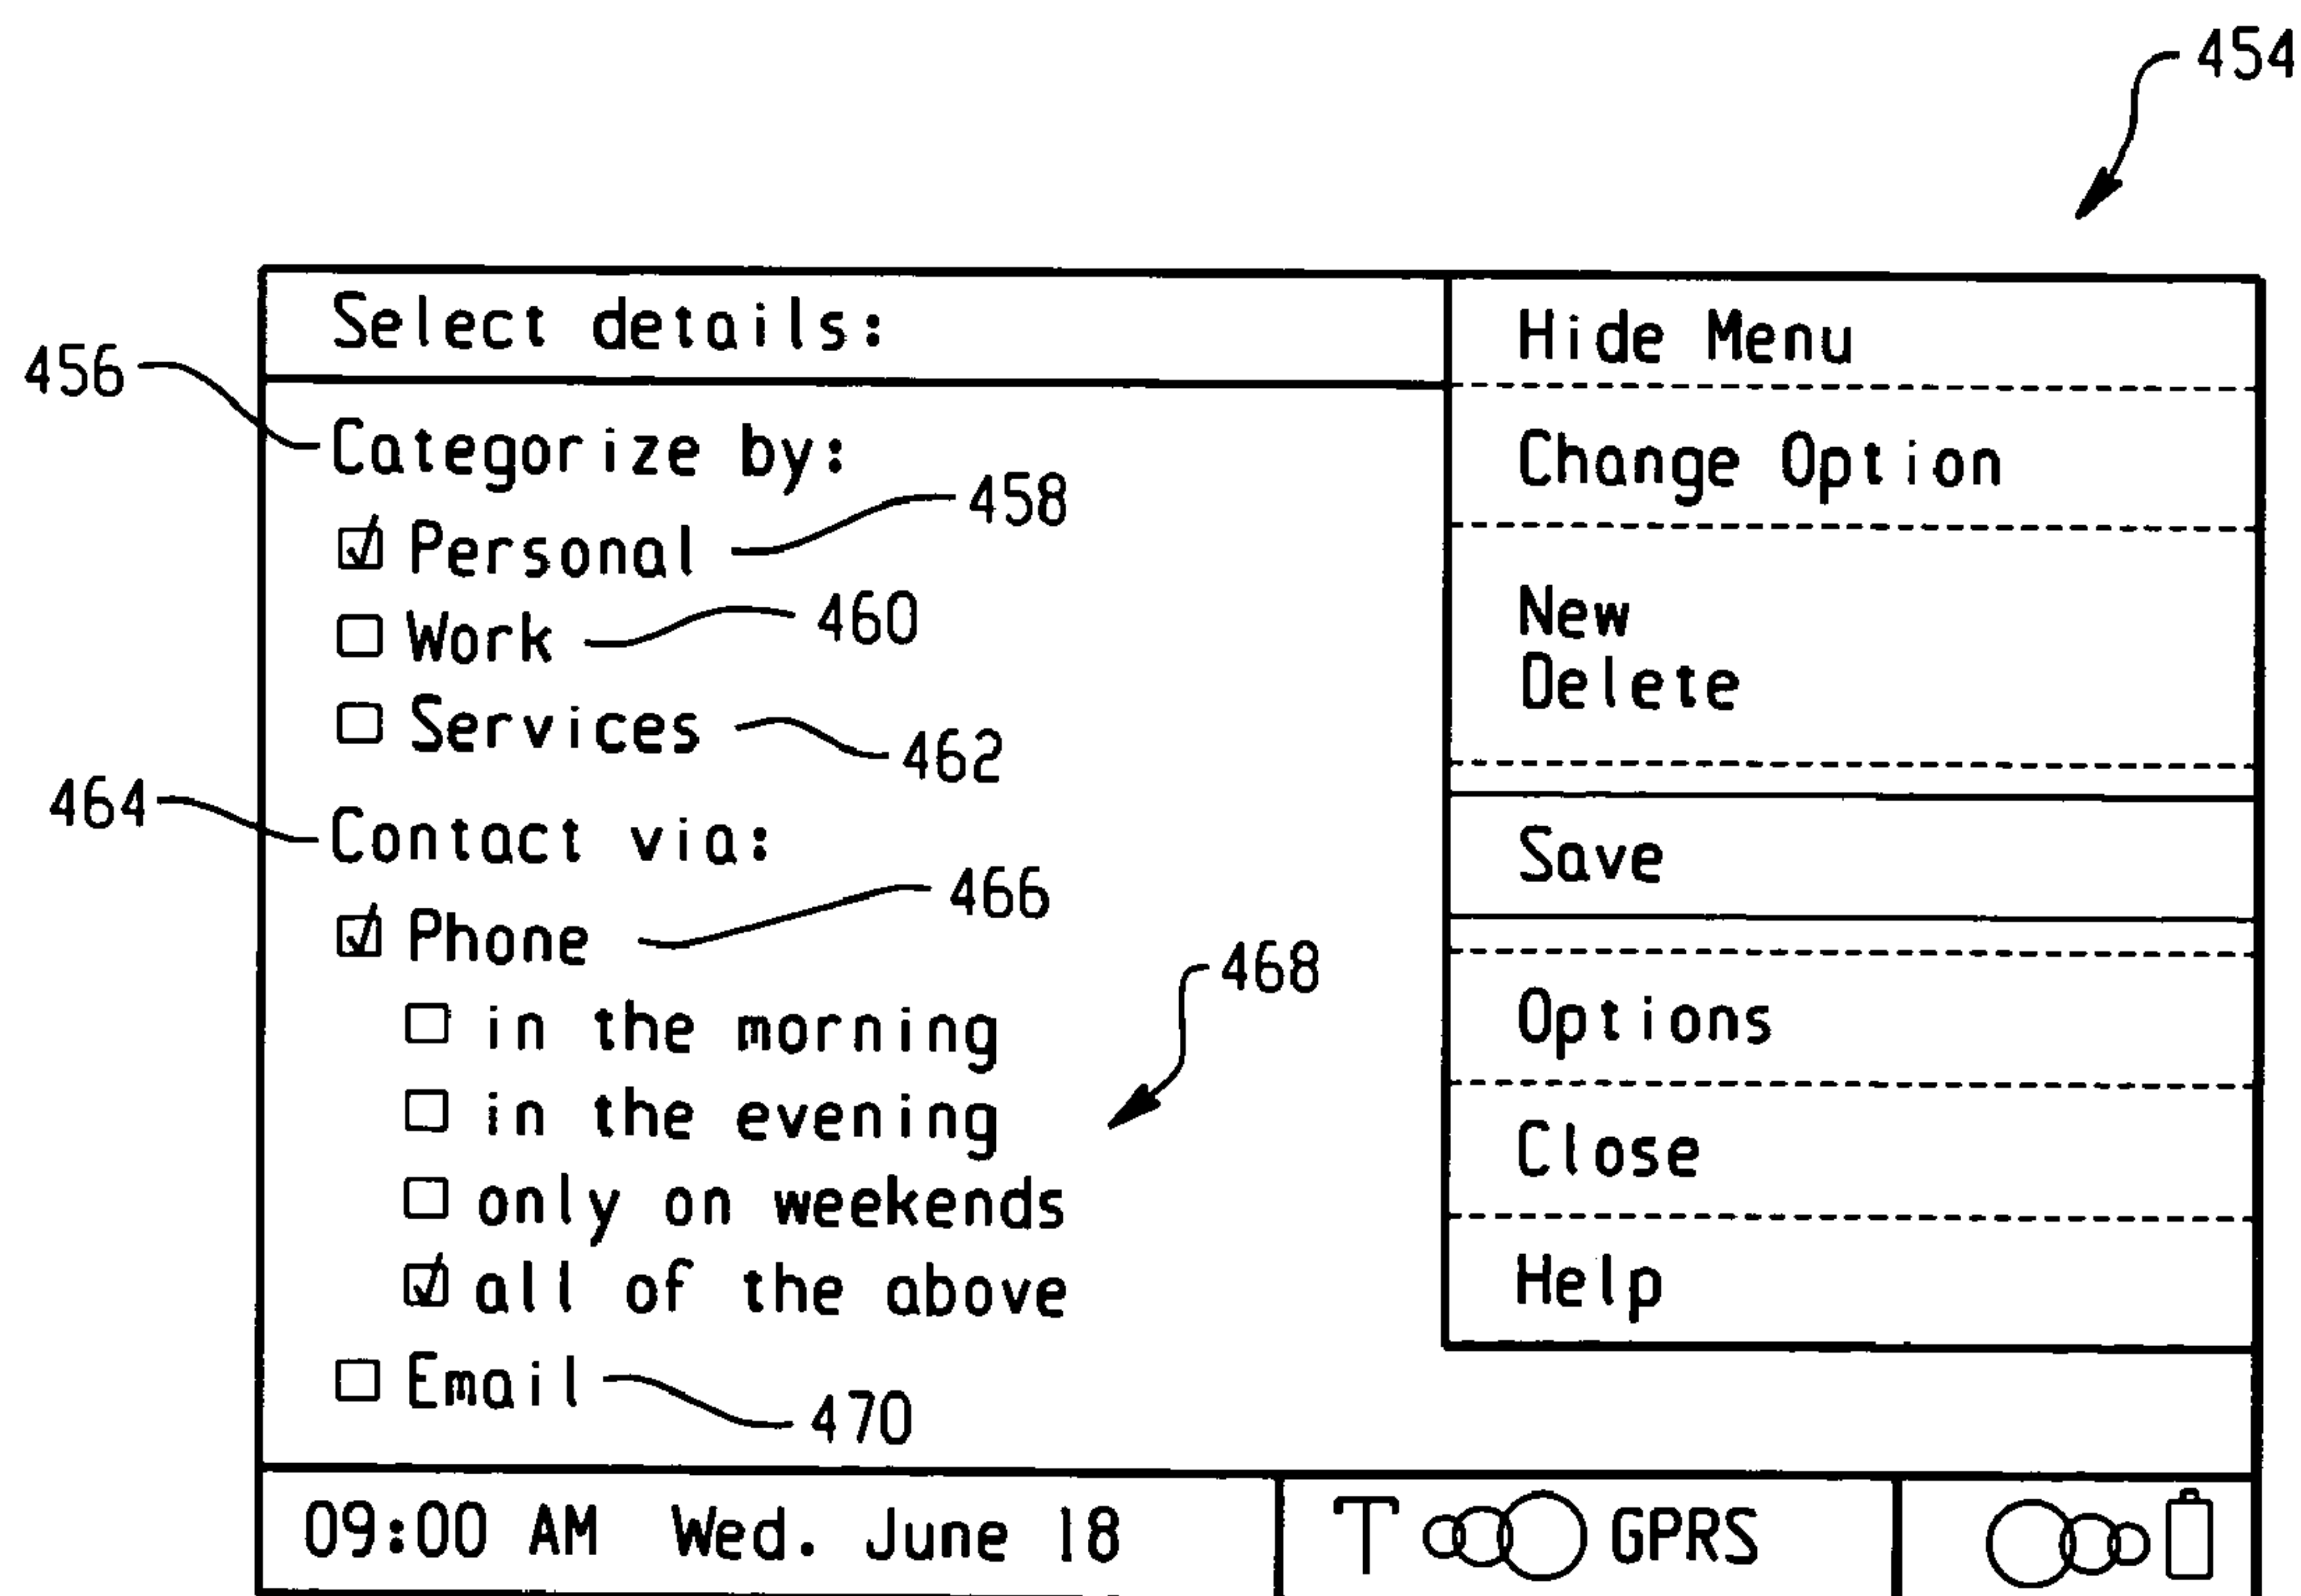 454
Select details:
456
Categorize by:
458
Personal
460
Work
Services
462
464
Contact via:
466
Phone
468
in the morning
in the evening
only on weekends
all of the above
Email
470
Hide Menu
Change Option
New
Delete
Save
Options
Close
Help
09:00 AM Wed. June 18
GPRS